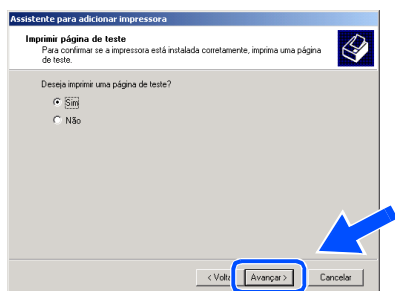 Assistente para adicionar impressora
Imprimir página de teste
Para confirmar se a impressora está instalada corretamente, imprima uma página
de teste.
Deseja imprimir uma página de teste?
Sim
Não
< Volta Avançar > Cancelar